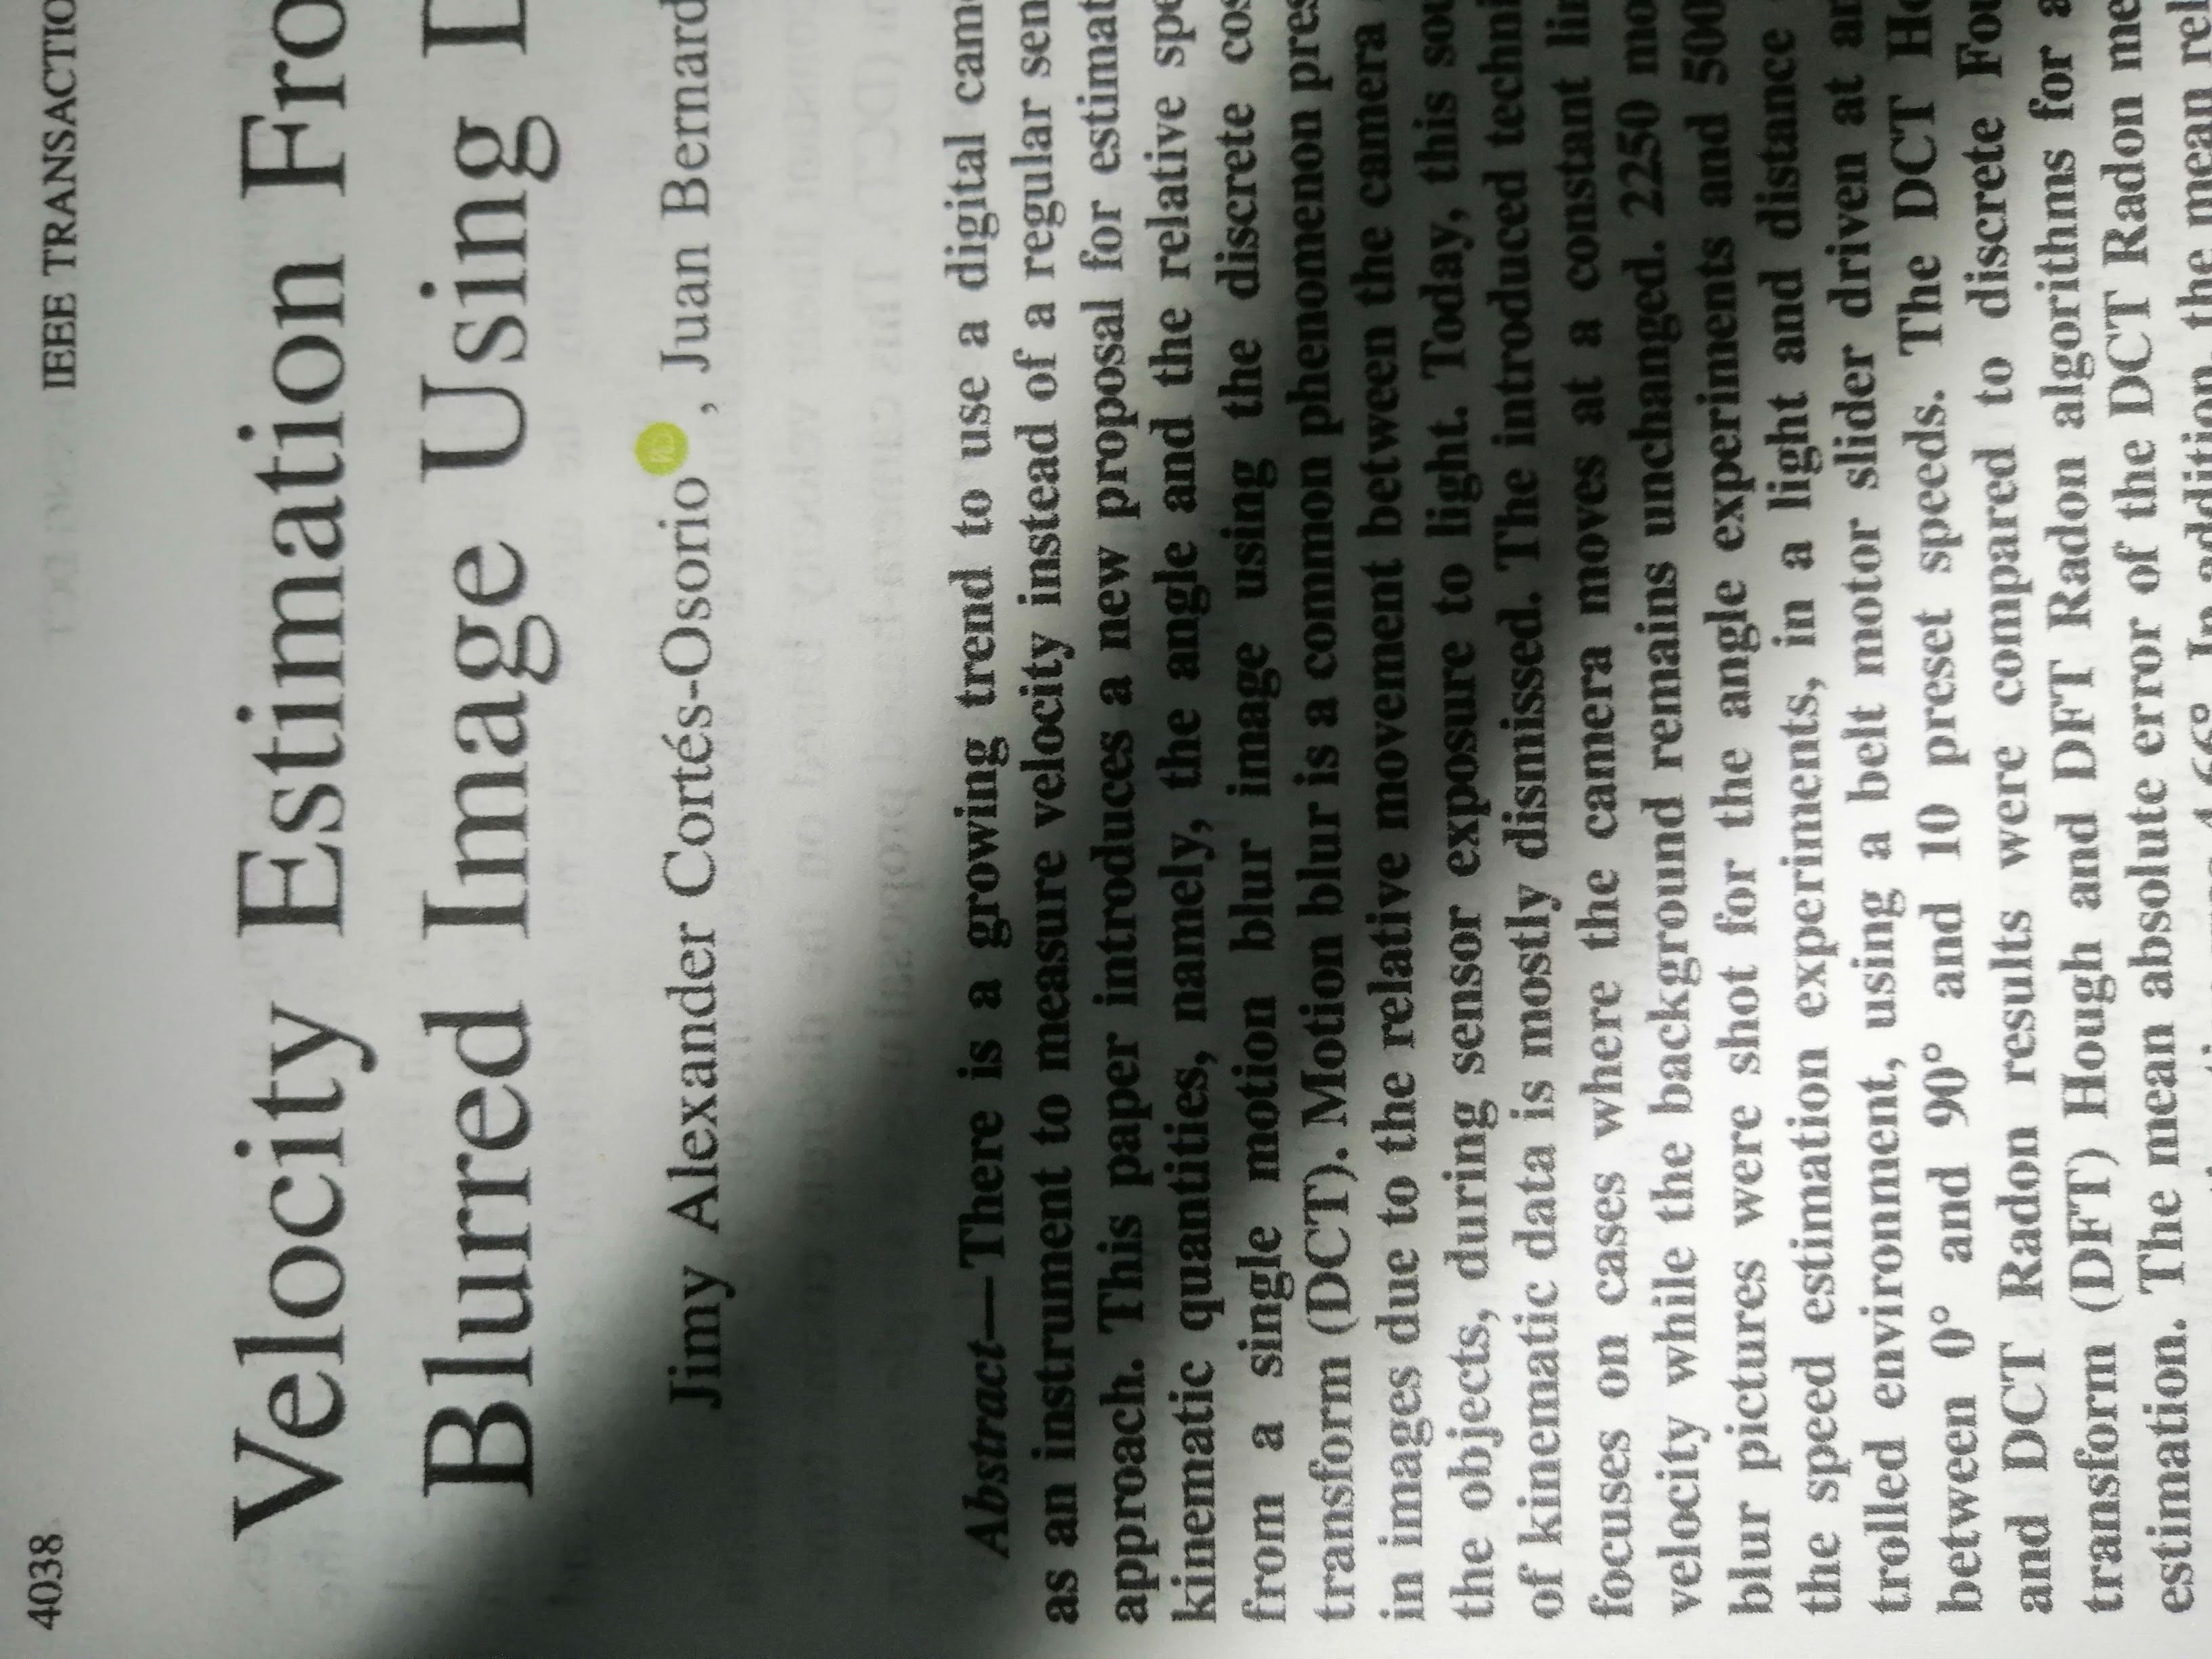 4038 IEEE TRANSACTIO
Velocity Estimation Fro
Blurred Image Using D
Jimy Alexander Cortés-Osorio, Juan Bernard
Abstract—There is a growing trend to use a digital cam
as an instrument to measure velocity instead of a regular sen
approach. This paper introduces a new proposal for estimat
kinematic quantities, namely, the angle and the relative spe
from a single motion blur image using the discrete cos
transform (DCT). Motion blur is a common phenomenon pres
in images due to the relative movement between the camera
the objects, during sensor exposure to light. Today, this sou
of kinematic data is mostly dismissed. The introduced techni
focuses on cases where the camera moves at a constant lin
velocity while the background remains unchanged. 2250 mo
blur pictures were shot for the angle experiments and 500
the speed estimation experiments, in a light and distance
trolled environment, using a belt motor slider driven at an
between 0° and 90° and 10 preset speeds. The DCT Ho
and DCT Radon results were compared to discrete Fou
transform (DFT) Hough and DFT Radon algorithms for a
estimation. The mean absolute error of the DCT Radon me
4.66°. In addition, the mean rel